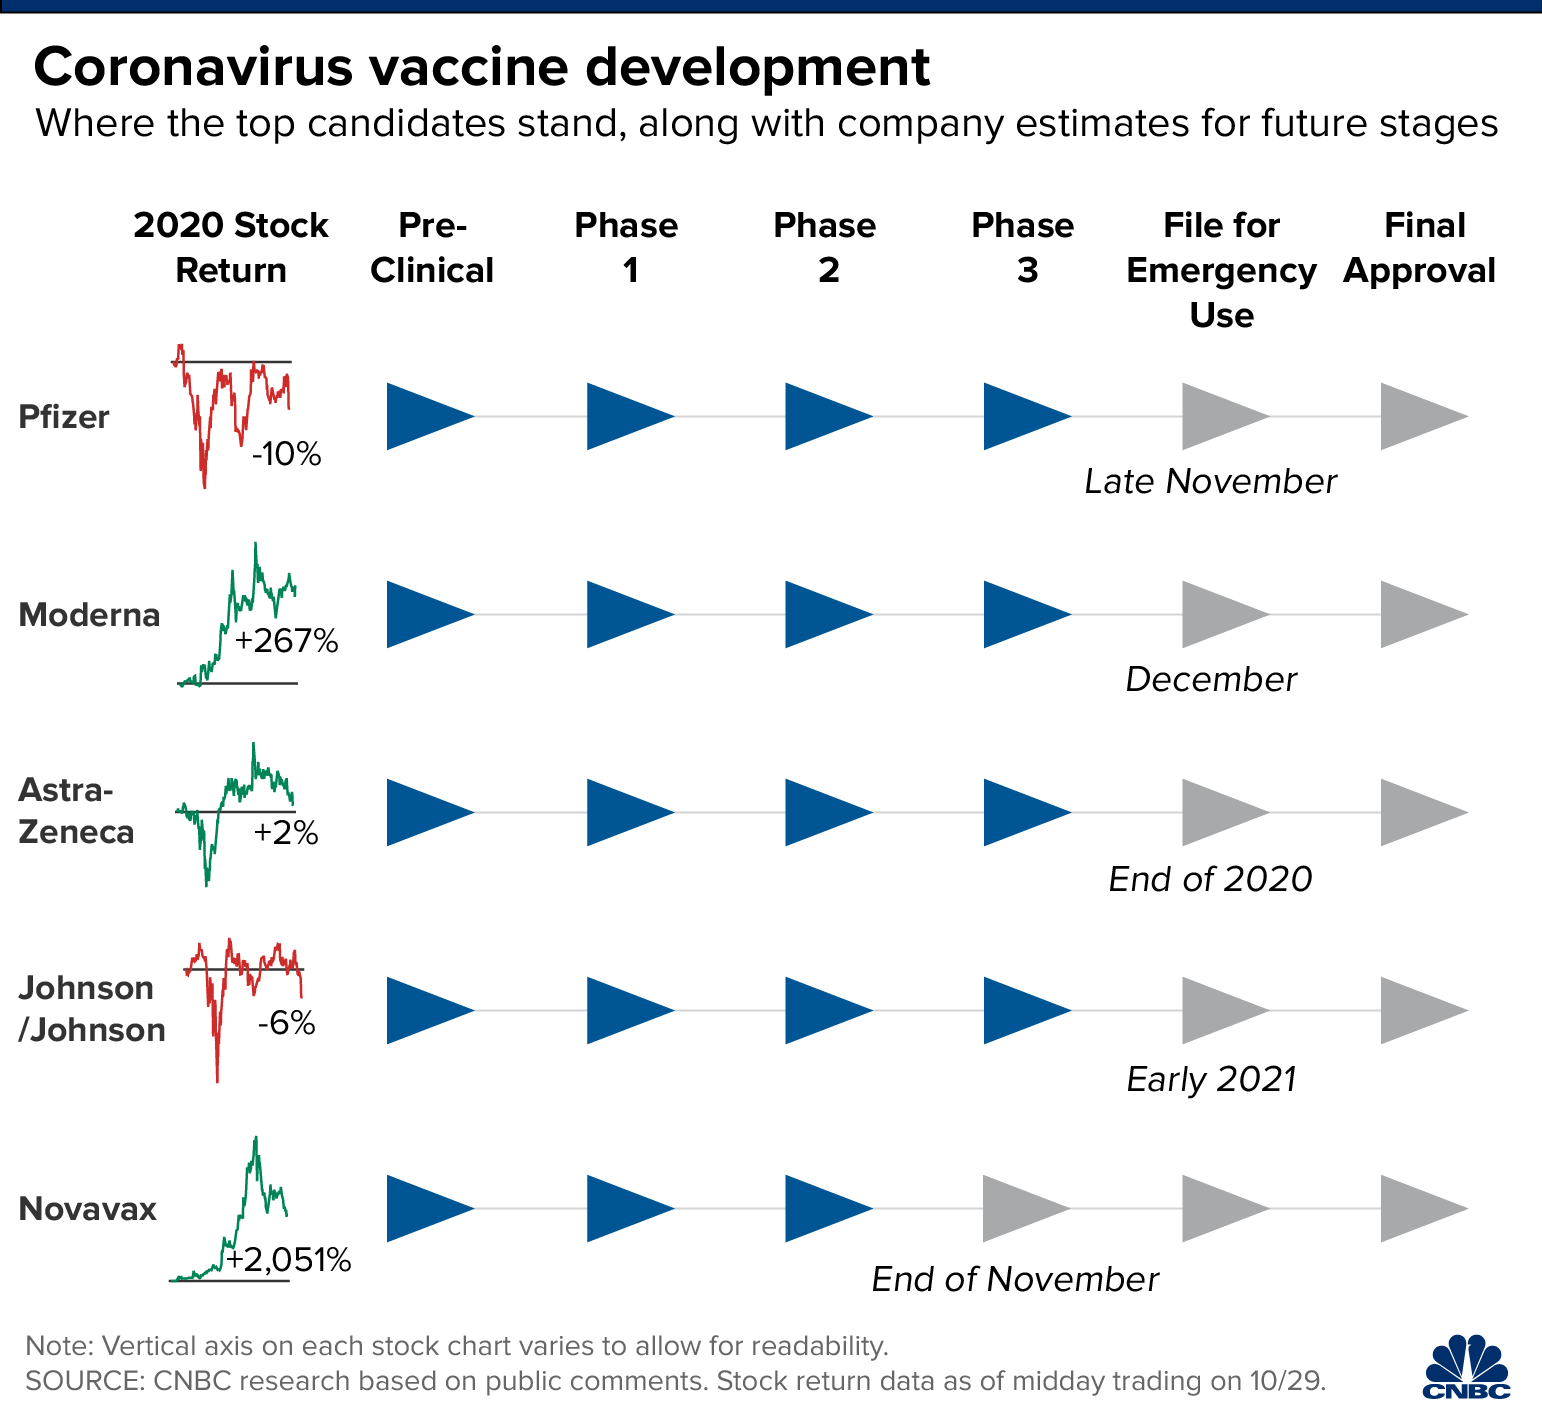 Coronavirus vaccine development
Where the top candidates stand, along with company estimates for future stages
2020 Stock Return
Pre-Clinical
Phase 1
Phase 2
Phase 3
File for Emergency Use
Final Approval
Pfizer
-10%
Late November
Moderna
+267%
December
Astra-
Zeneca
+2%
End of 2020
Johnson
/Johnson
-6%
Early 2021
Novavax
+2,051%
End of November
Note: Vertical axis on each stock chart varies to allow for readability.
SOURCE: CNBC research based on public comments. Stock return data as of midday trading on 10/29.
CNBC